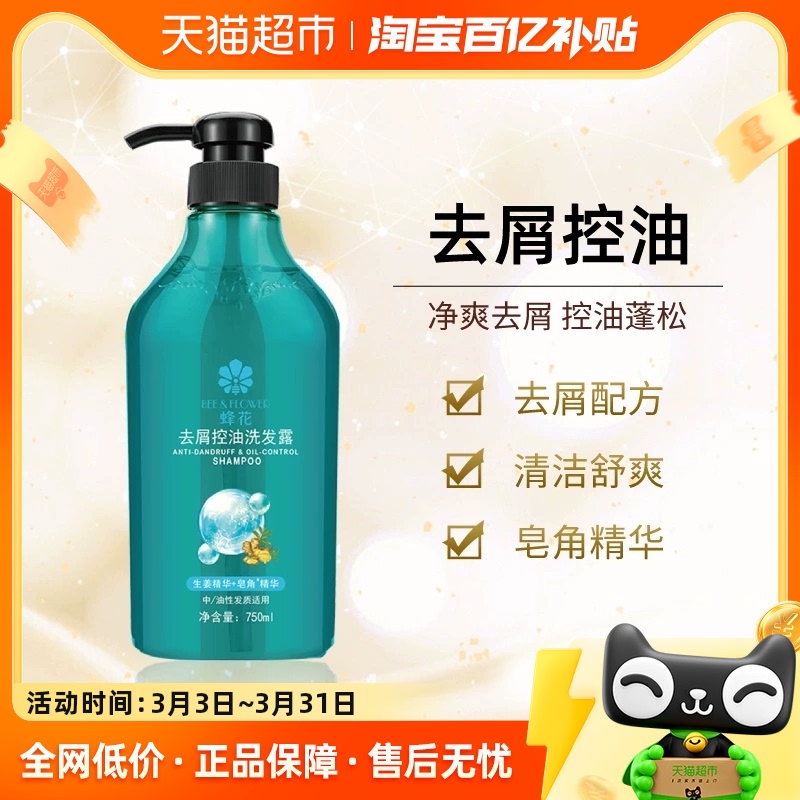 天猫超市 淘宝百亿补贴
去屑控油
净爽去屑 控油蓬松
去屑配方
清洁舒爽
皂角精华
BEE & FLOWER
蜂花
去屑控油洗发露
ANTI-DANDRUFF & OIL-CONTROL
SHAMPOO
生姜精华+皂角*精华
中/油性发质适用
净含量：750ml
活动时间：3月3日~3月31日
全网低价 · 正品保障 · 售后无忧
天猫超市